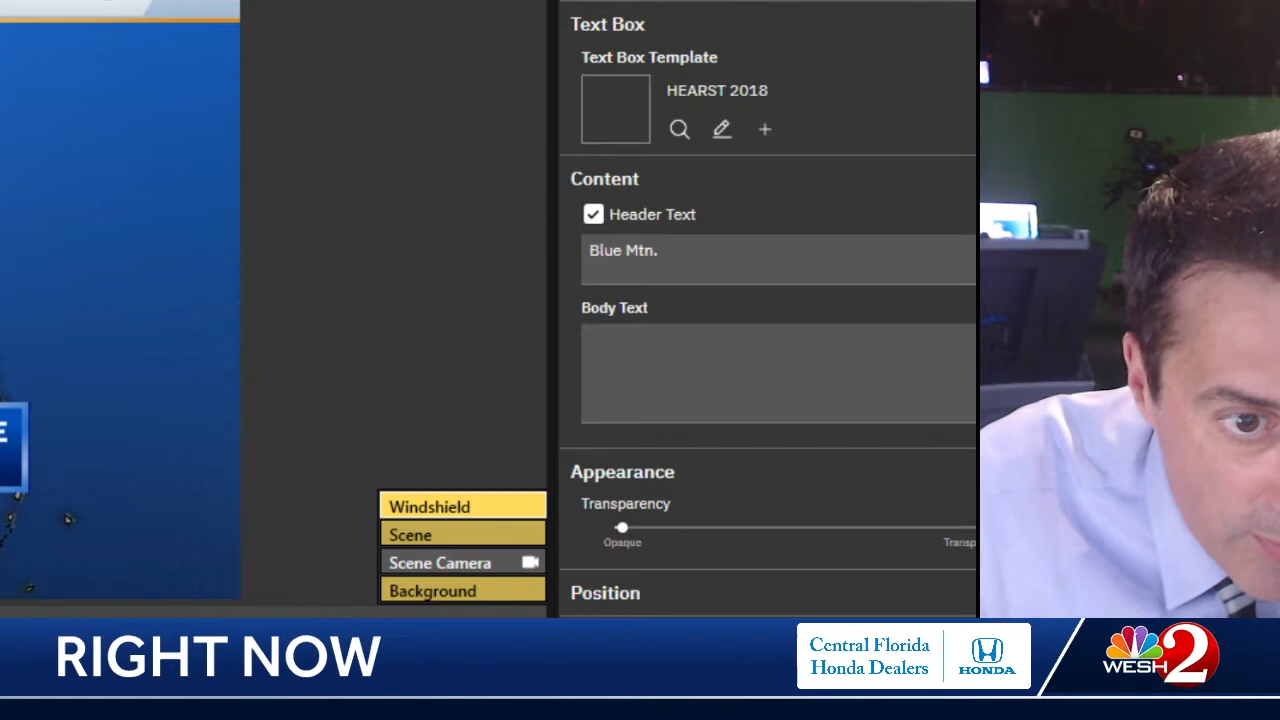 Text Box
Text Box Template
HEARST 2018
Content
Header Text
Blue Mtn.
Body Text
Appearance
Transparency
Opaque
Transp
Position
E
Windshield
Scene
Scene Camera
Background
RIGHT NOW
Central Florida
Honda Dealers
HONDA
WESH 2